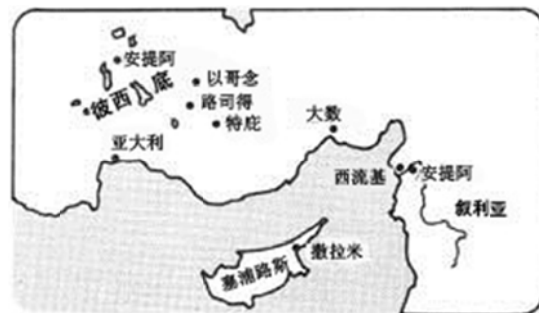 安提阿
彼西底
以哥念
路司得
特庇
大数
亚大利
西流基
安提阿
叙利亚
撒拉米
塞浦路斯